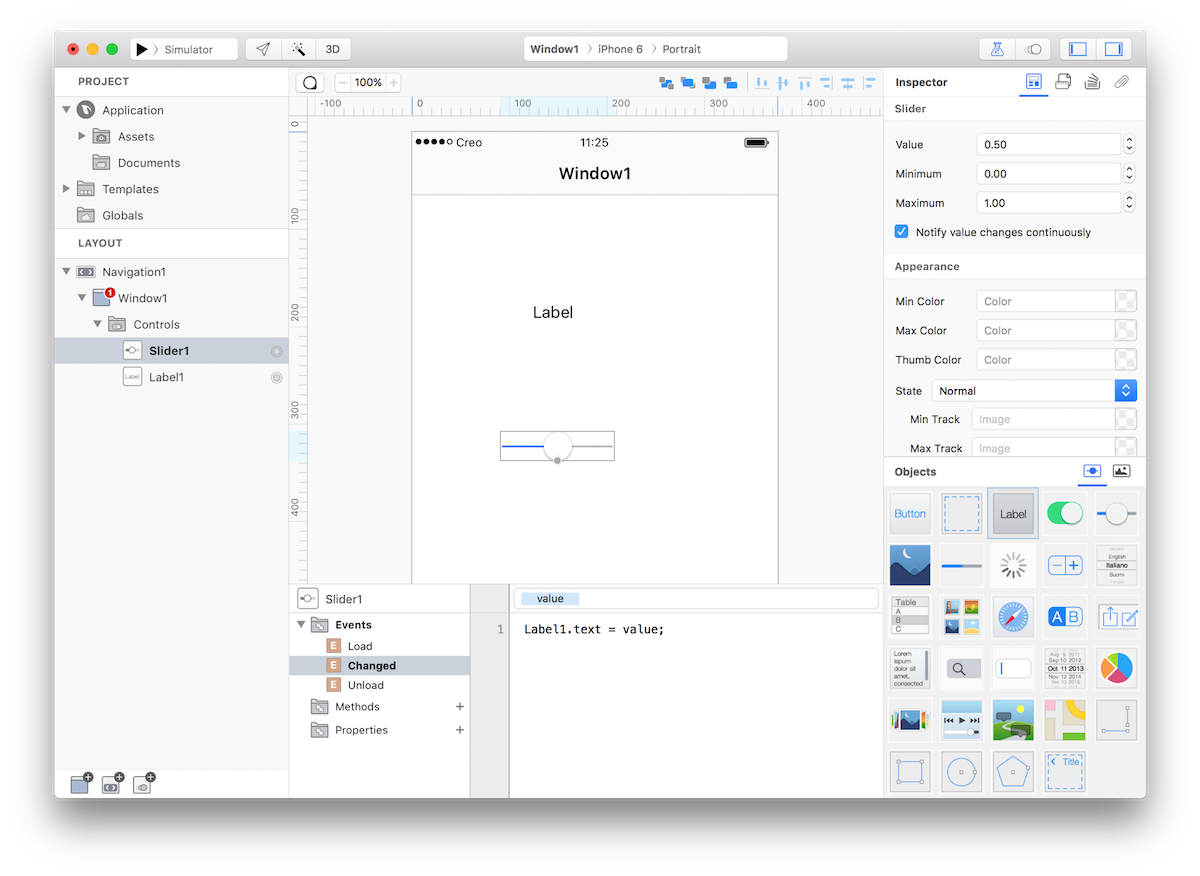 Simulator
3D
Window1 iPhone 6 Portrait
PROJECT
Application
Assets
Documents
Templates
Globals
LAYOUT
Navigation1
1
Window1
Controls
Slider1
Label
Label1
100%
-100 0 100 200 300 400
0
100
200
300
400
Creo 11:25
Window1
Label
Slider1
Events
E Load
E Changed
E Unload
Methods +
Properties +
value
1 Label1.text = value;
Inspector
Slider
Value 0.50
Minimum 0.00
Maximum 1.00
Notify value changes continuously
Appearance
Min Color Color
Max Color Color
Thumb Color Color
State Normal
Min Track Image
Max Track Image
Objects
Button
Label
English
Italiano
Suomi
Table
A
B
C
A B
Lorem
ipsum
dolor sit
amet,
consected
Aug 9 2011
Sep 10 2012
Oct 11 2013
Nov 12 2014
Title